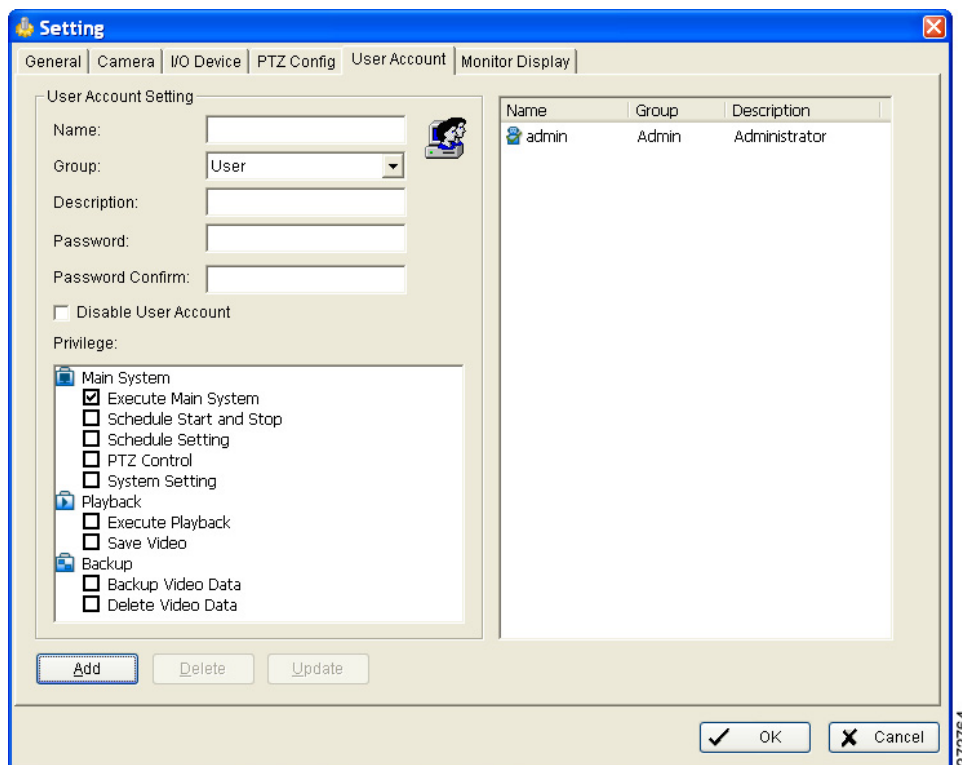 Setting
General Camera I/O Device PTZ Config User Account Monitor Display
User Account Setting
Name:
Group: User
Description:
Password:
Password Confirm:
Disable User Account
Privilege:
Main System
Execute Main System
Schedule Start and Stop
Schedule Setting
PTZ Control
System Setting
Playback
Execute Playback
Save Video
Backup
Backup Video Data
Delete Video Data
Add Delete Update
Name Group Description
admin Admin Administrator
OK Cancel